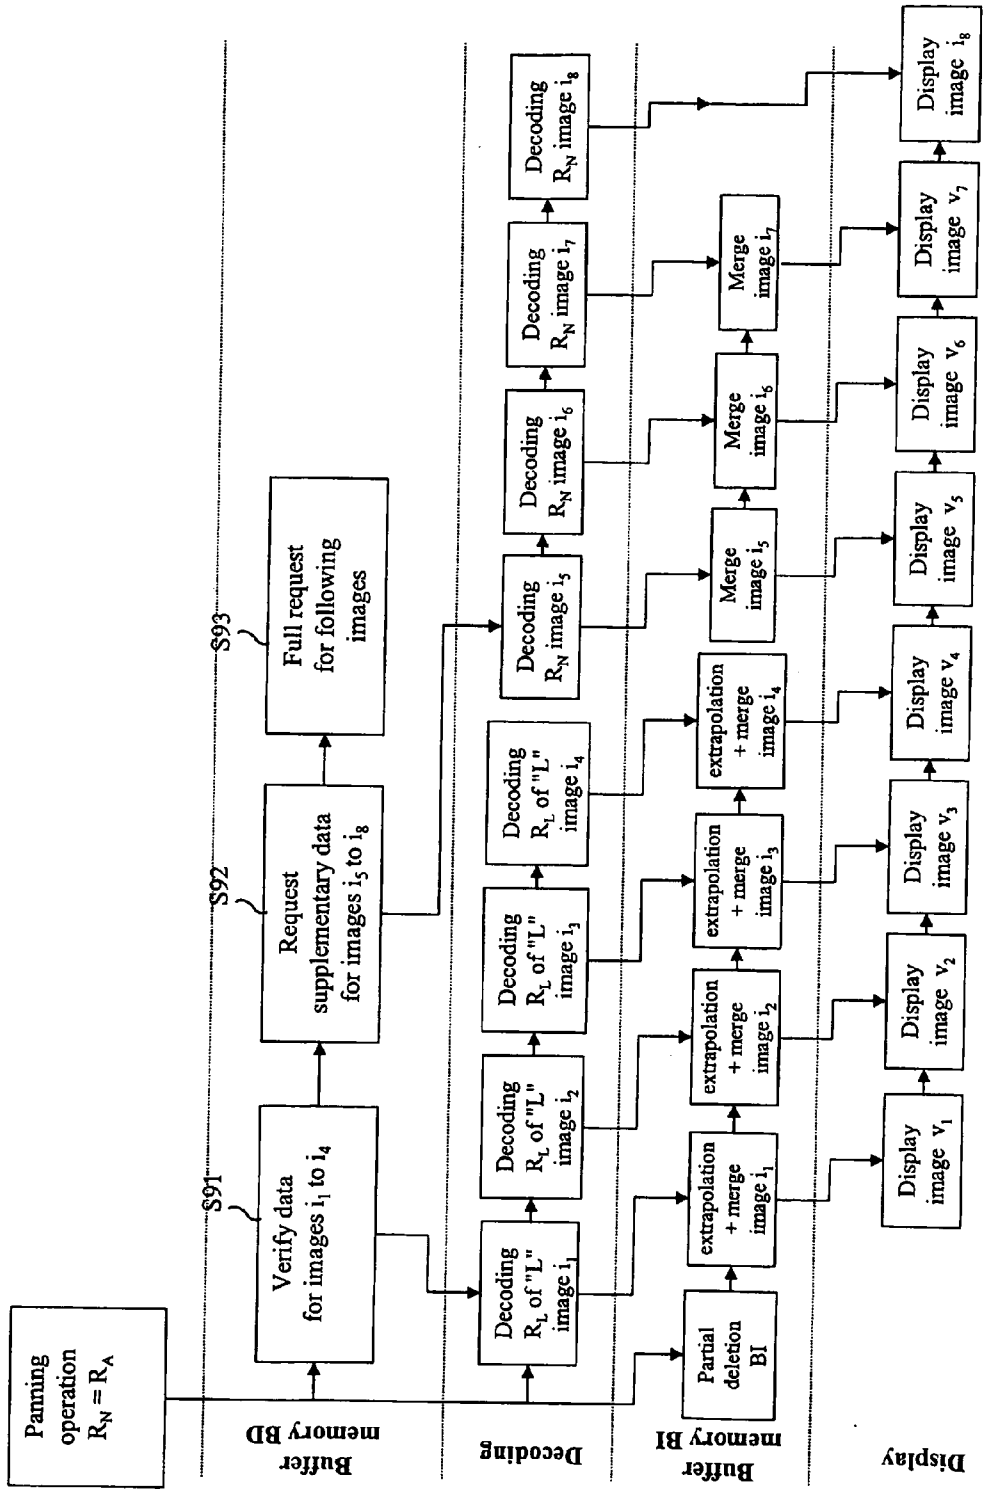 Panning
operation
R_N = R_A
Buffer
memory BD
S91
Verify data
for images i_1 to i_4
S92
Request
supplementary data
for images i_5 to i_8
S93
Full request
for following
images
Decoding
Decoding
R_L of "L"
image i_1
Decoding
R_L of "L"
image i_2
Decoding
R_L of "L"
image i_3
Decoding
R_L of "L"
image i_4
Decoding
R_N image i_5
Decoding
R_N image i_6
Decoding
R_N image i_7
Decoding
R_N image i_8
Buffer
memory BI
Partial
deletion
BI
extrapolation
+ merge
image i_1
extrapolation
+ merge
image i_2
extrapolation
+ merge
image i_3
extrapolation
+ merge
image i_4
Merge
image i_5
Merge
image i_6
Merge
image i_7
Display
Display
image v_1
Display
image v_2
Display
image v_3
Display
image v_4
Display
image v_5
Display
image v_6
Display
image v_7
Display
image i_8